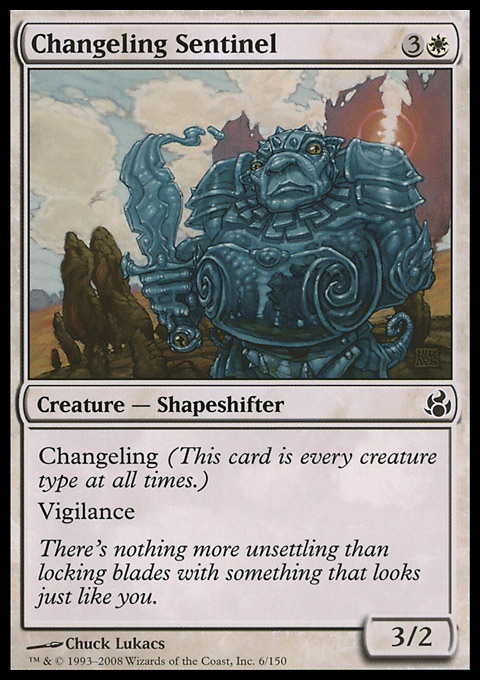 Changeling Sentinel 3
Creature — Shapeshifter
Changeling (This card is every creature
type at all times.)
Vigilance
There's nothing more unsettling than
locking blades with something that looks
just like you.
Chuck Lukacs
3/2
™ & © 1993–2008 Wizards of the Coast, Inc. 6/150